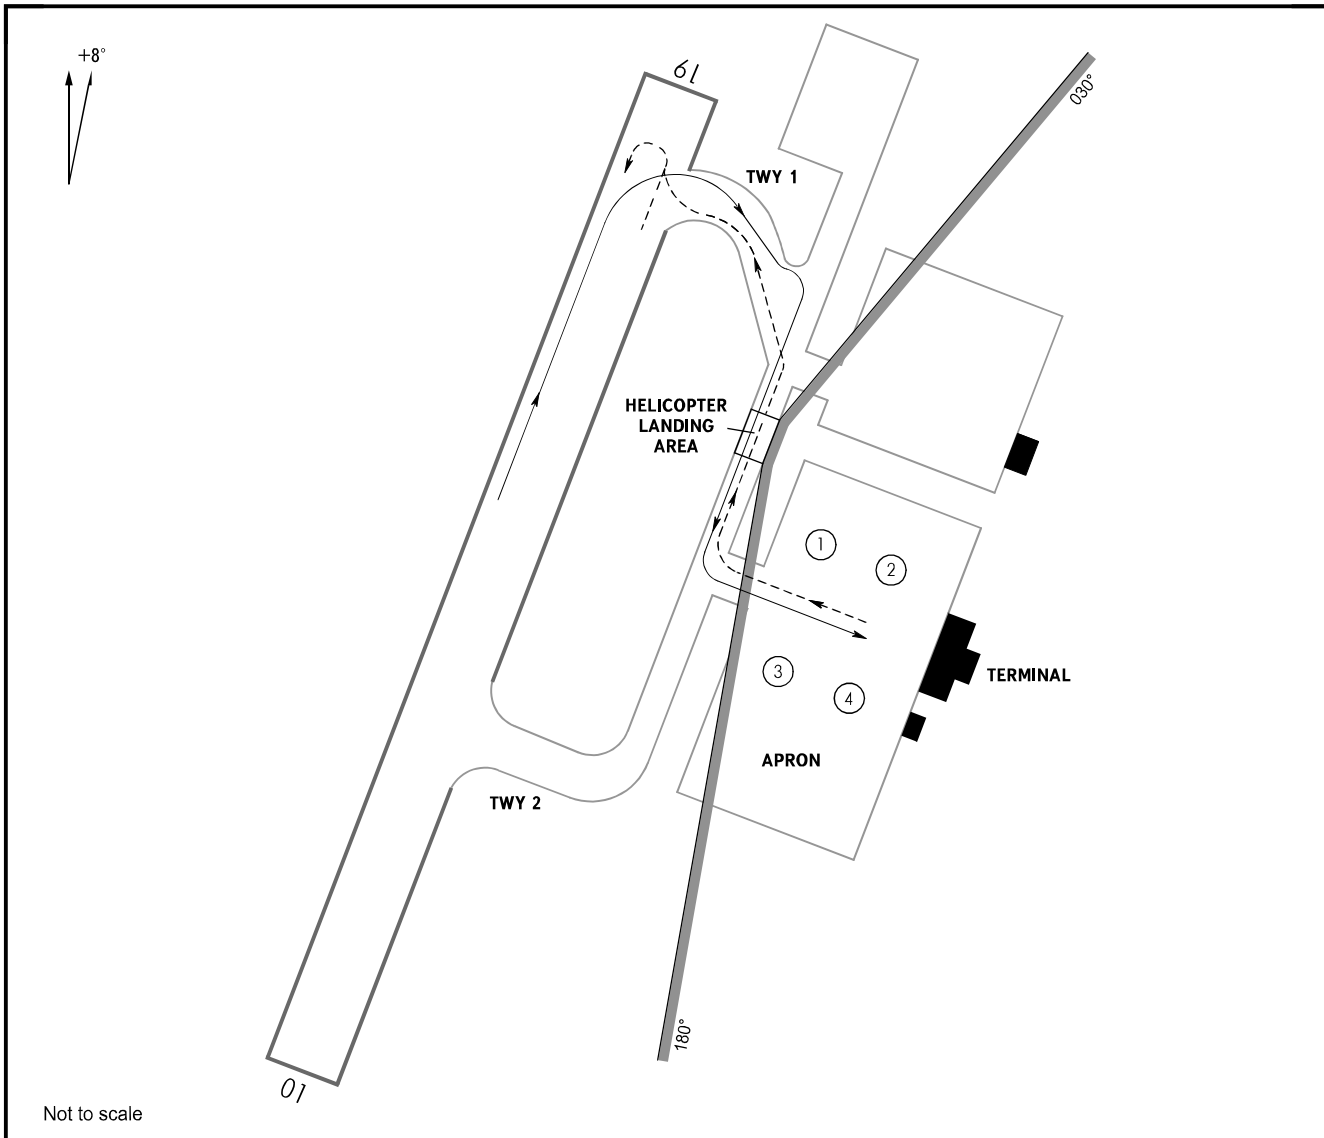 +8°
19
030°
TWY 1
HELICOPTER
LANDING
AREA
1
2
3
4
TERMINAL
APRON
TWY 2
180°
01
Not to scale